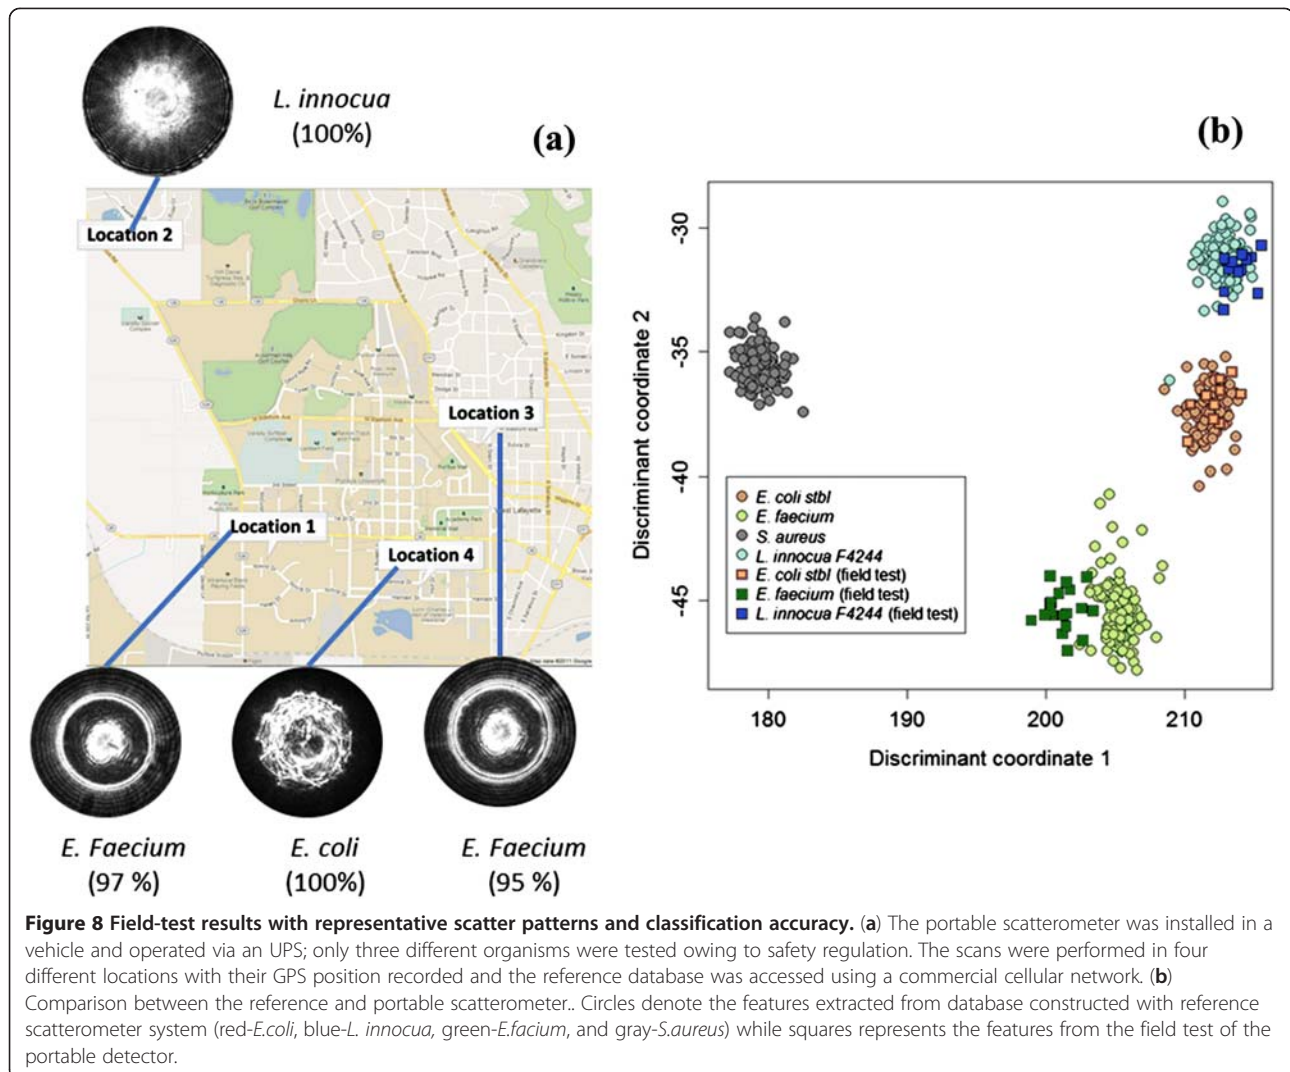 L. innocua
(100%)
(a)
(b)
Location 2
Location 3
Location 1
Location 4
E. Faecium
(97 %)
E. coli
(100%)
E. Faecium
(95 %)
Discriminant coordinate 2
-30
-35
-40
-45
E. coli stbl
E. faecium
S. aureus
L. innocua F4244
E. coli stbl (field test)
E. faecium (field test)
L. innocua F4244 (field test)
180
190
200
210
Discriminant coordinate 1
Figure 8 Field-test results with representative scatter patterns and classification accuracy. (a) The portable scatterometer was installed in a
vehicle and operated via an UPS; only three different organisms were tested owing to safety regulation. The scans were performed in four
different locations with their GPS position recorded and the reference database was accessed using a commercial cellular network. (b)
Comparison between the reference and portable scatterometer.. Circles denote the features extracted from database constructed with reference
scatterometer system (red-E.coli, blue-L. innocua, green-E.facium, and gray-S.aureus) while squares represents the features from the field test of the
portable detector.